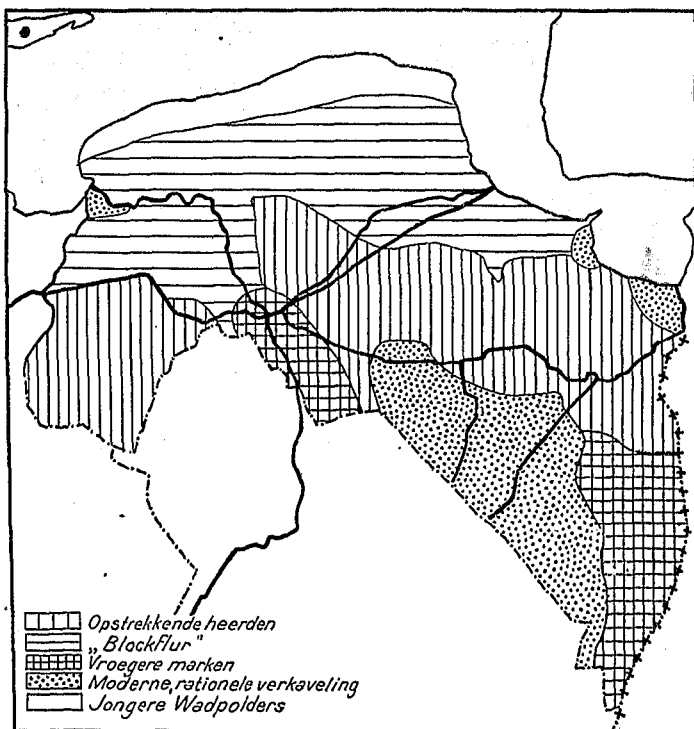 Opstrekkende heerden
„Blockflur"
Vroegere marken
Moderne, rationele verkaveling
Jongere Wadpolders